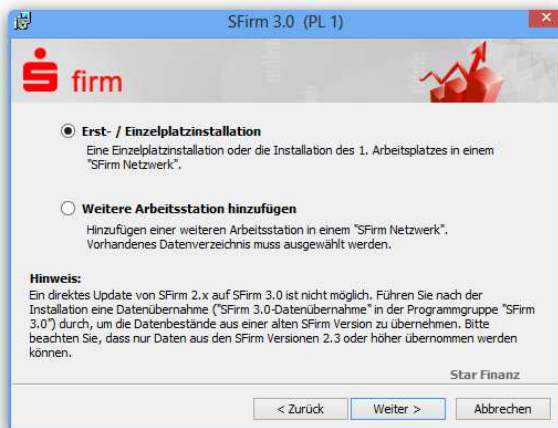 SFirm 3.0 (PL 1)
firm
Erst- / Einzelplatzinstallation
Eine Einzelplatzinstallation oder die Installation des 1. Arbeitsplatzes in einem
"SFirm Netzwerk".
Weitere Arbeitsstation hinzufügen
Hinzufügen einer weiteren Arbeitsstation in einem "SFirm Netzwerk".
Vorhandenes Datenverzeichnis muss ausgewählt werden.
Hinweis:
Ein direktes Update von SFirm 2.x auf SFirm 3.0 ist nicht möglich. Führen Sie nach der
Installation eine Datenübernahme ("SFirm 3.0-Datenübernahme" in der Programmgruppe "SFirm
3.0") durch, um die Datenbestände aus einer alten SFirm Version zu übernehmen. Bitte
beachten Sie, dass nur Daten aus den SFirm Versionen 2.3 oder höher übernommen werden
können.
Star Finanz
< Zurück
Weiter >
Abbrechen